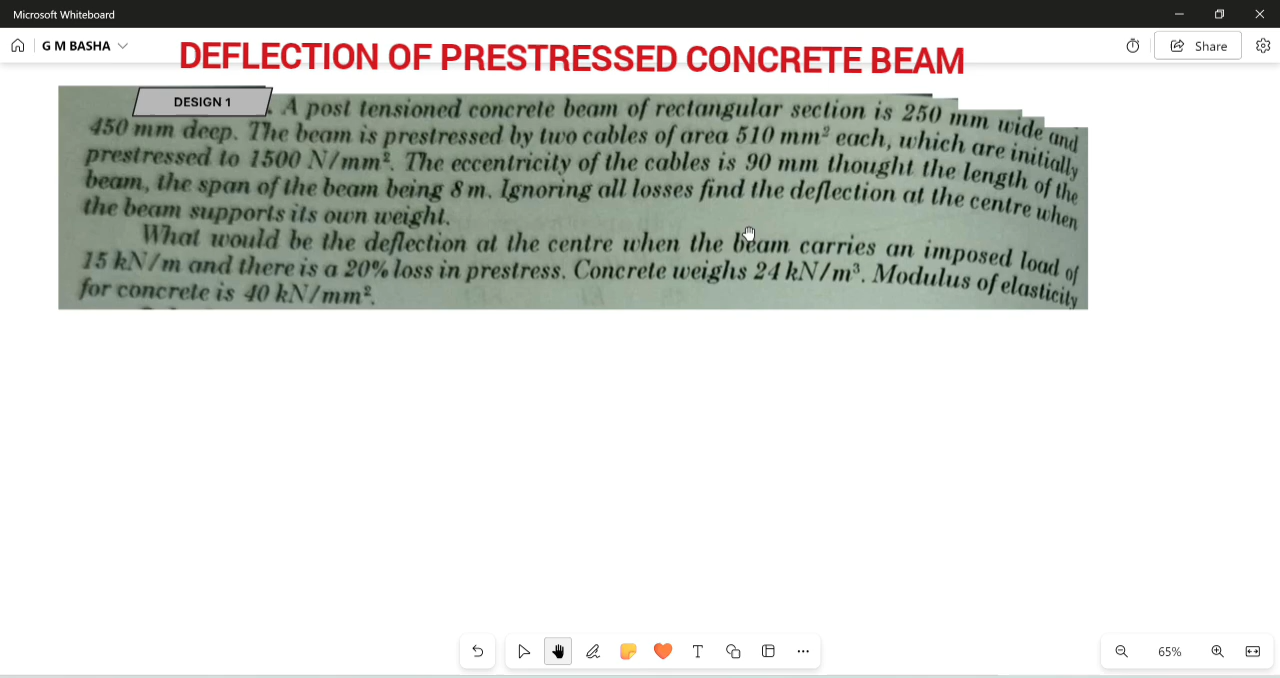 Microsoft Whiteboard
G M BASHA
Share
DEFLECTION OF PRESTRESSED CONCRETE BEAM
DESIGN 1 . A post tensioned concrete beam of rectangular section is 250 mm wide and
450 mm deep. The beam is prestressed by two cables of area 510 mm² each, which are initially
prestressed to 1500 N/mm². The eccentricity of the cables is 90 mm thought the length of the
beam, the span of the beam being 8 m. Ignoring all losses find the deflection at the centre when
the beam supports its own weight.
What would be the deflection at the centre when the beam carries an imposed load of
15 kN/m and there is a 20% loss in prestress. Concrete weighs 24 kN/m³. Modulus of elasticity
for concrete is 40 kN/mm².
T
65%